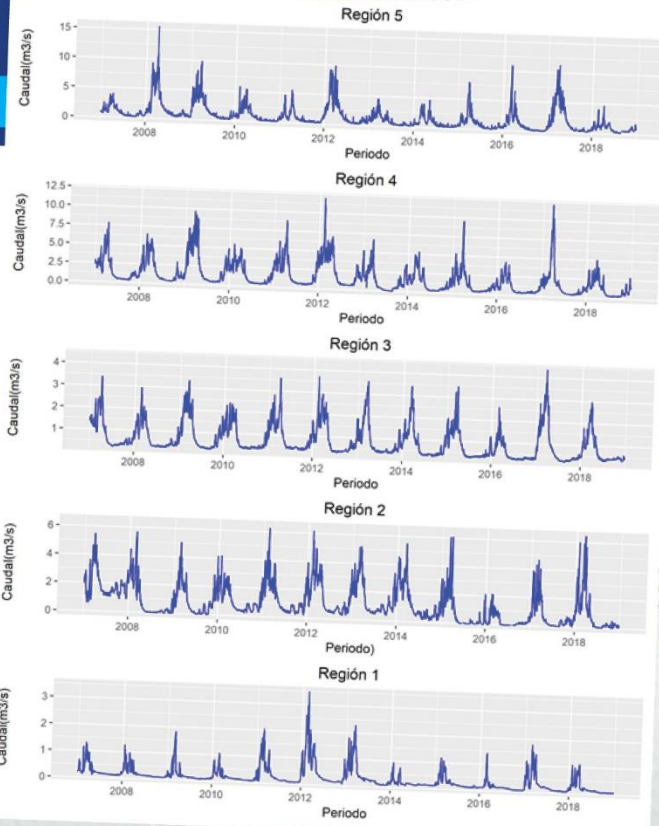 Región 5
Caudal(m3/s)
15
10
5
0
2008 2010 2012 2014 2016 2018
Periodo
Región 4
Caudal(m3/s)
12.5
10.0
7.5
5.0
2.5
0.0
2008 2010 2012 2014 2016 2018
Periodo
Región 3
Caudal(m3/s)
4
3
2
1
2008 2010 2012 2014 2016 2018
Periodo
Región 2
Caudal(m3/s)
6
4
2
0
2008 2010 2012 2014 2016 2018
Periodo)
Región 1
Caudal(m3/s)
3
2
1
0
2008 2010 2012 2014 2016 2018
Periodo